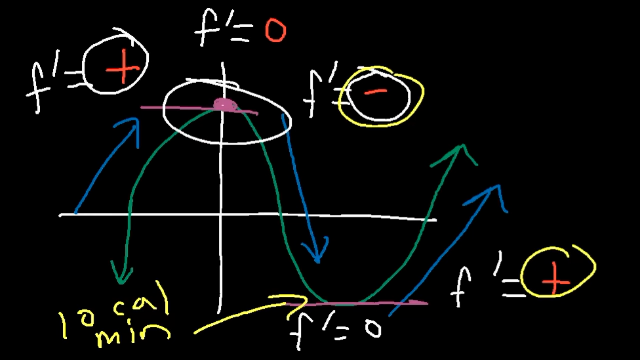 f' = 0
f' = +
f' = -
f' = +
local
min
f' = 0